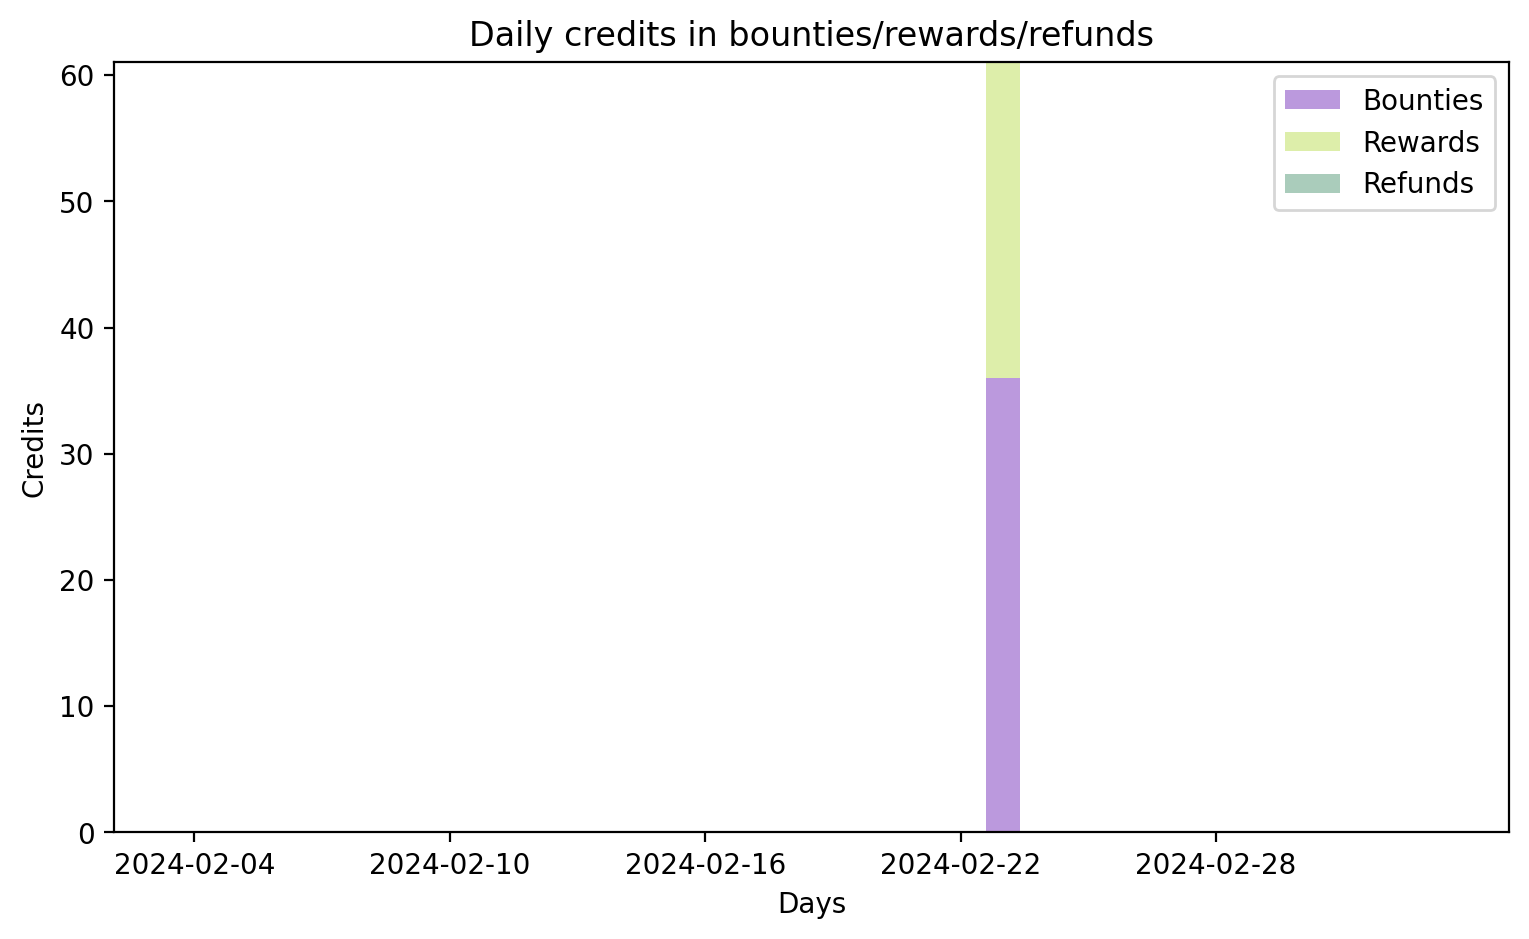 Daily credits in bounties/rewards/refunds
60
50
40
30
20
10
0
Credits
Bounties
Rewards
Refunds
2024-02-04 2024-02-10 2024-02-16 2024-02-22 2024-02-28
Days